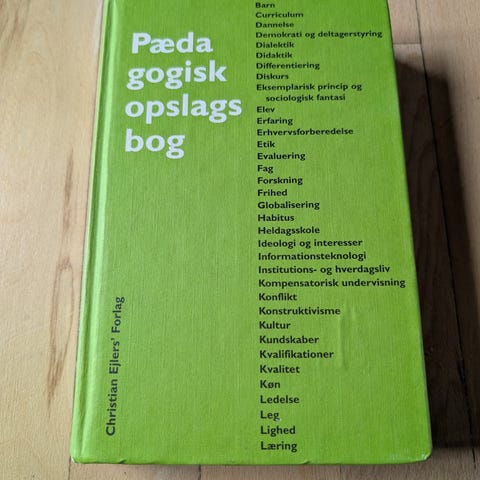 Pæda
gogisk
opslags
bog
Barn
Curriculum
Dannelse
Demokrati og deltagerstyring
Dialektik
Didaktik
Differentiering
Diskurs
Eksemplarisk princip og
sociologisk fantasi
Elev
Erfaring
Erhvervsforberedelse
Etik
Evaluering
Fag
Forskning
Frihed
Globalisering
Habitus
Heldagsskole
Ideologi og interesser
Informationsteknologi
Institutions- og hverdagsliv
Kompensatorisk undervisning
Konflikt
Konstruktivisme
Kultur
Kundskaber
Kvalifikationer
Kvalitet
Køn
Ledelse
Leg
Lighed
Læring
Christian Ejlers' Forlag